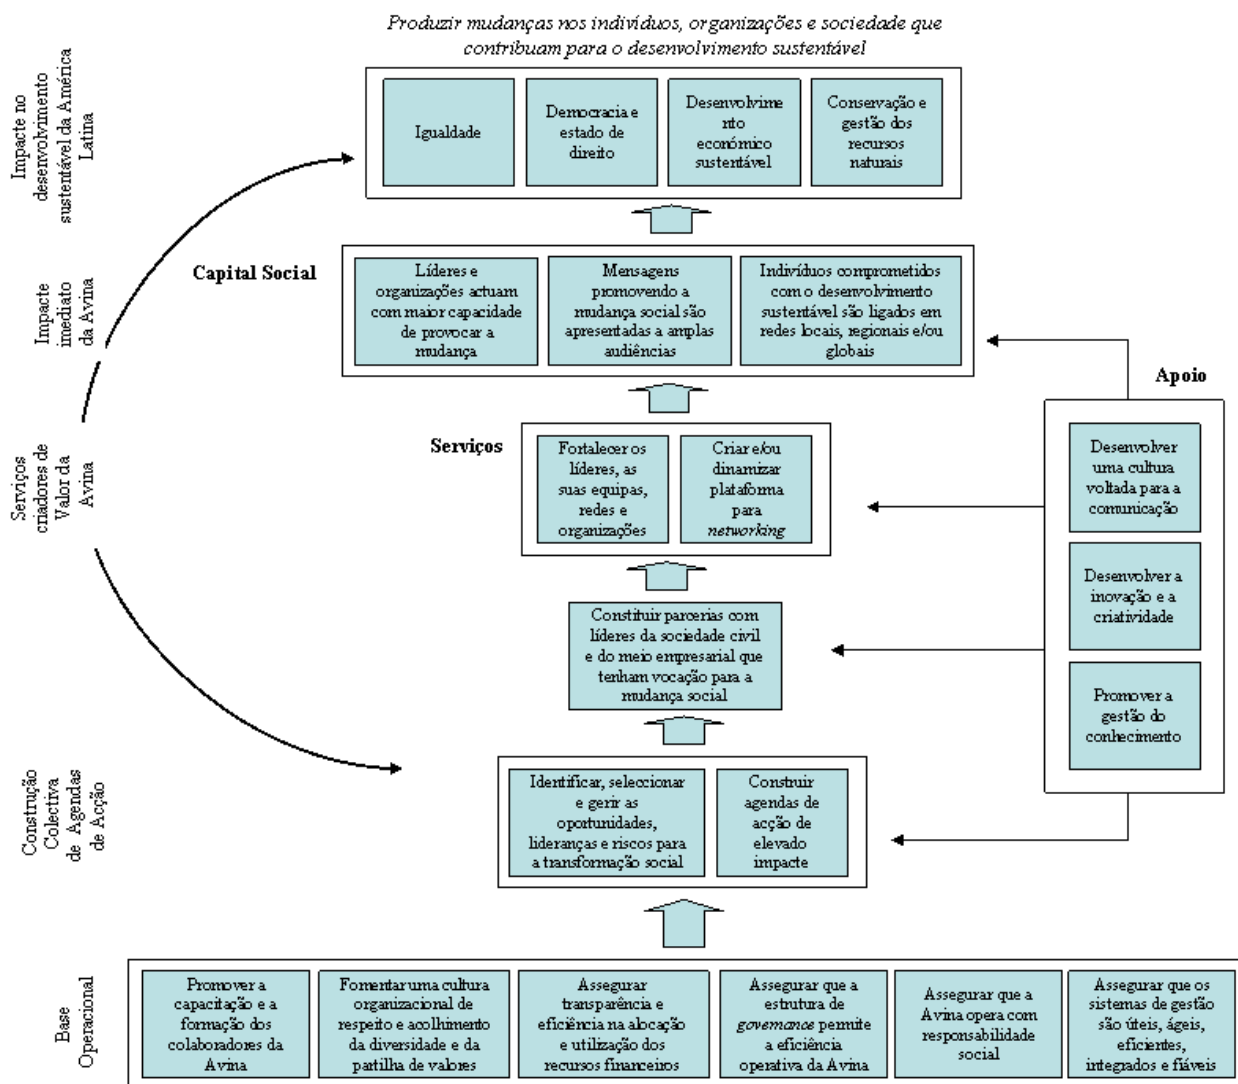 Produzir mudanças nos indivíduos, organizações e sociedade que
contribuam para o desenvolvimento sustentável
Impacte no
desenvolvimento
sustentável da América
Latina
Igualdade
Democracia e
estado de
direito
Desenvolvime
nto
económico
sustentável
Conservação e
gestão dos
recursos
naturais
Impacte
imediato
da Avina
Capital Social
Líderes e
organizações actuam
com maior capacidade
de provocar a
mudança
Mensagens
promovendo a
mudança social são
apresentadas a amplas
audiências
Indivíduos comprometidos
com o desenvolvimento
sustentável são ligados em
redes locais, regionais e/ou
globais
Apoio
Desenvolver
uma cultura
voltada para a
comunicação
Desenvolver a
inovação e a
criatividade
Promover a
gestão do
conhecimento
Serviços
criadores de
Valor da
Avina
Serviços
Fortalecer os
líderes, as
suas equipas,
redes e
organizações
Criar e/ou
dinamizar
plataforma
para
networking
Constituir parcerias com
líderes da sociedade civil
e do meio empresarial que
tenham vocação para a
mudança social
Construção
Colectiva
de Agendas
de Acção
Identificar, seleccionar
e gerir as
oportunidades,
lideranças e riscos para
a transformação social
Construir
agendas de
acção de
elevado
impacte
Base
Operacional
Promover a
capacitação e a
formação dos
colaboradores da
Avina
Fomentar uma cultura
organizacional de
respeito e acolhimento
da diversidade e da
partilha de valores
Assegurar
transparência e
eficiência na alocação
e utilização dos
recursos financeiros
Assegurar que a
estrutura de
governance permite
a eficiência
operativa da Avina
Assegurar que a
Avina opera com
responsabilidade
social
Assegurar que os
sistemas de gestão
são úteis, ágeis,
eficientes,
integrados e fiáveis